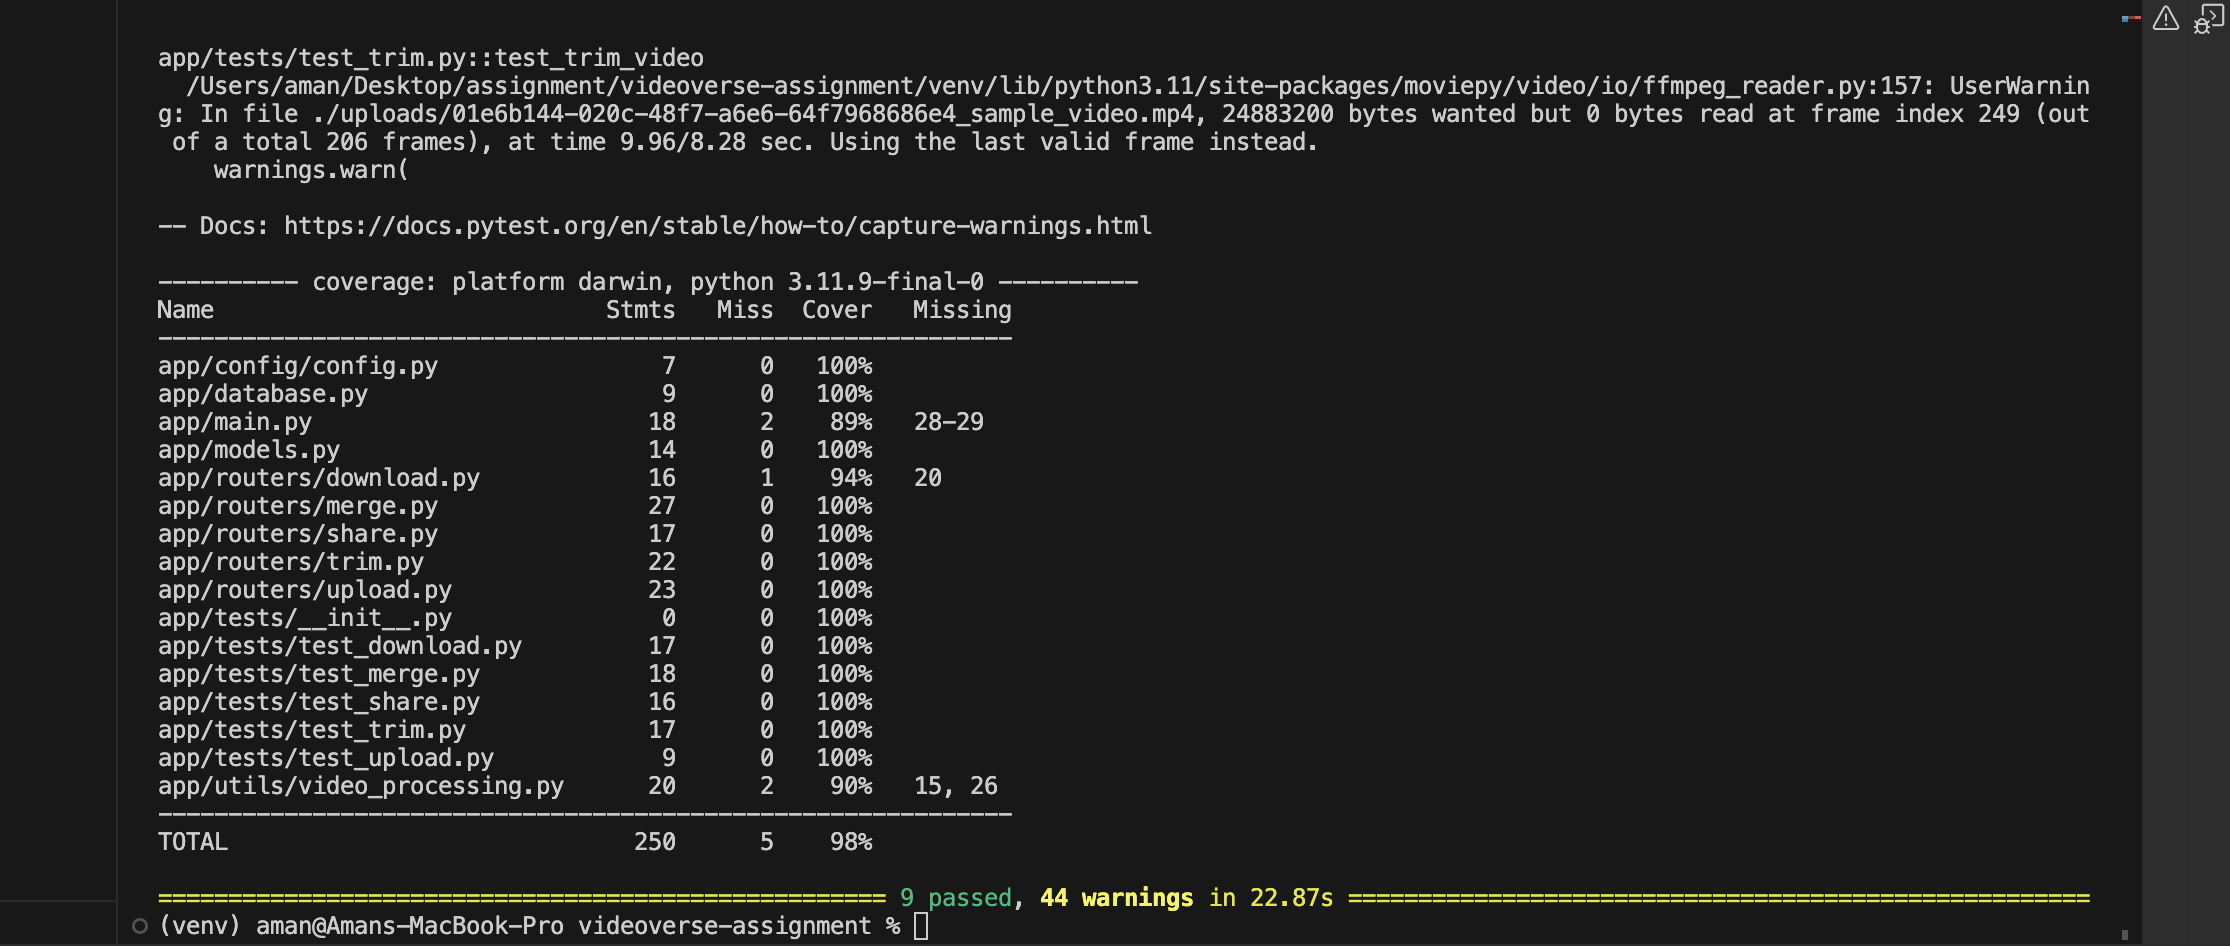 app/tests/test_trim.py::test_trim_video
  /Users/aman/Desktop/assignment/videoverse-assignment/venv/lib/python3.11/site-packages/moviepy/video/io/ffmpeg_reader.py:157: UserWarnin
g: In file ./uploads/01e6b144-020c-48f7-a6e6-64f7968686e4_sample_video.mp4, 24883200 bytes wanted but 0 bytes read at frame index 249 (out
 of a total 206 frames), at time 9.96/8.28 sec. Using the last valid frame instead.
    warnings.warn(

-- Docs: https://docs.pytest.org/en/stable/how-to/capture-warnings.html

---------- coverage: platform darwin, python 3.11.9-final-0 ----------
Name                                Stmts   Miss  Cover   Missing
-------------------------------------------------------------
app/config/config.py                    7      0   100%
app/database.py                         9      0   100%
app/main.py                            18      2    89%   28-29
app/models.py                          14      0   100%
app/routers/download.py                16      1    94%   20
app/routers/merge.py                   27      0   100%
app/routers/share.py                   17      0   100%
app/routers/trim.py                    22      0   100%
app/routers/upload.py                  23      0   100%
app/tests/__init__.py                   0      0   100%
app/tests/test_download.py             17      0   100%
app/tests/test_merge.py                18      0   100%
app/tests/test_share.py                16      0   100%
app/tests/test_trim.py                 17      0   100%
app/tests/test_upload.py                9      0   100%
app/utils/video_processing.py          20      2    90%   15, 26
-------------------------------------------------------------
TOTAL                                 250      5    98%

==================================================== 9 passed, 44 warnings in 22.87s =====================================================
(venv) aman@Amans-MacBook-Pro videoverse-assignment %